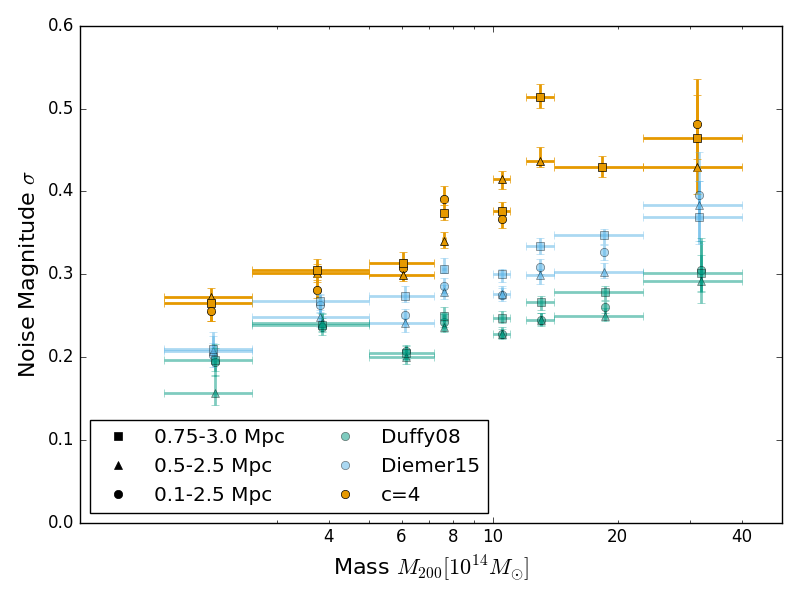 0.6
0.5
0.4
0.3
0.2
0.1
0.0
Noise Magnitude σ
0.75-3.0 Mpc
0.5-2.5 Mpc
0.1-2.5 Mpc
Duffy08
Diemer15
c=4
4 6 8 10 20 40
Mass M₂₀₀[10¹⁴M⊙]